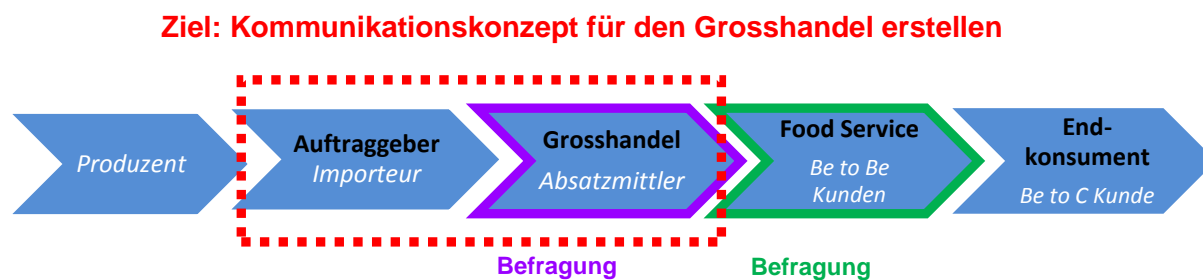 Ziel: Kommunikationskonzept für den Grosshandel erstellen
Produzent
Auftraggeber
Importeur
Grosshandel
Absatzmittler
Food Service
Be to Be
Kunden
End-
konsument
Be to C Kunde
Befragung
Befragung